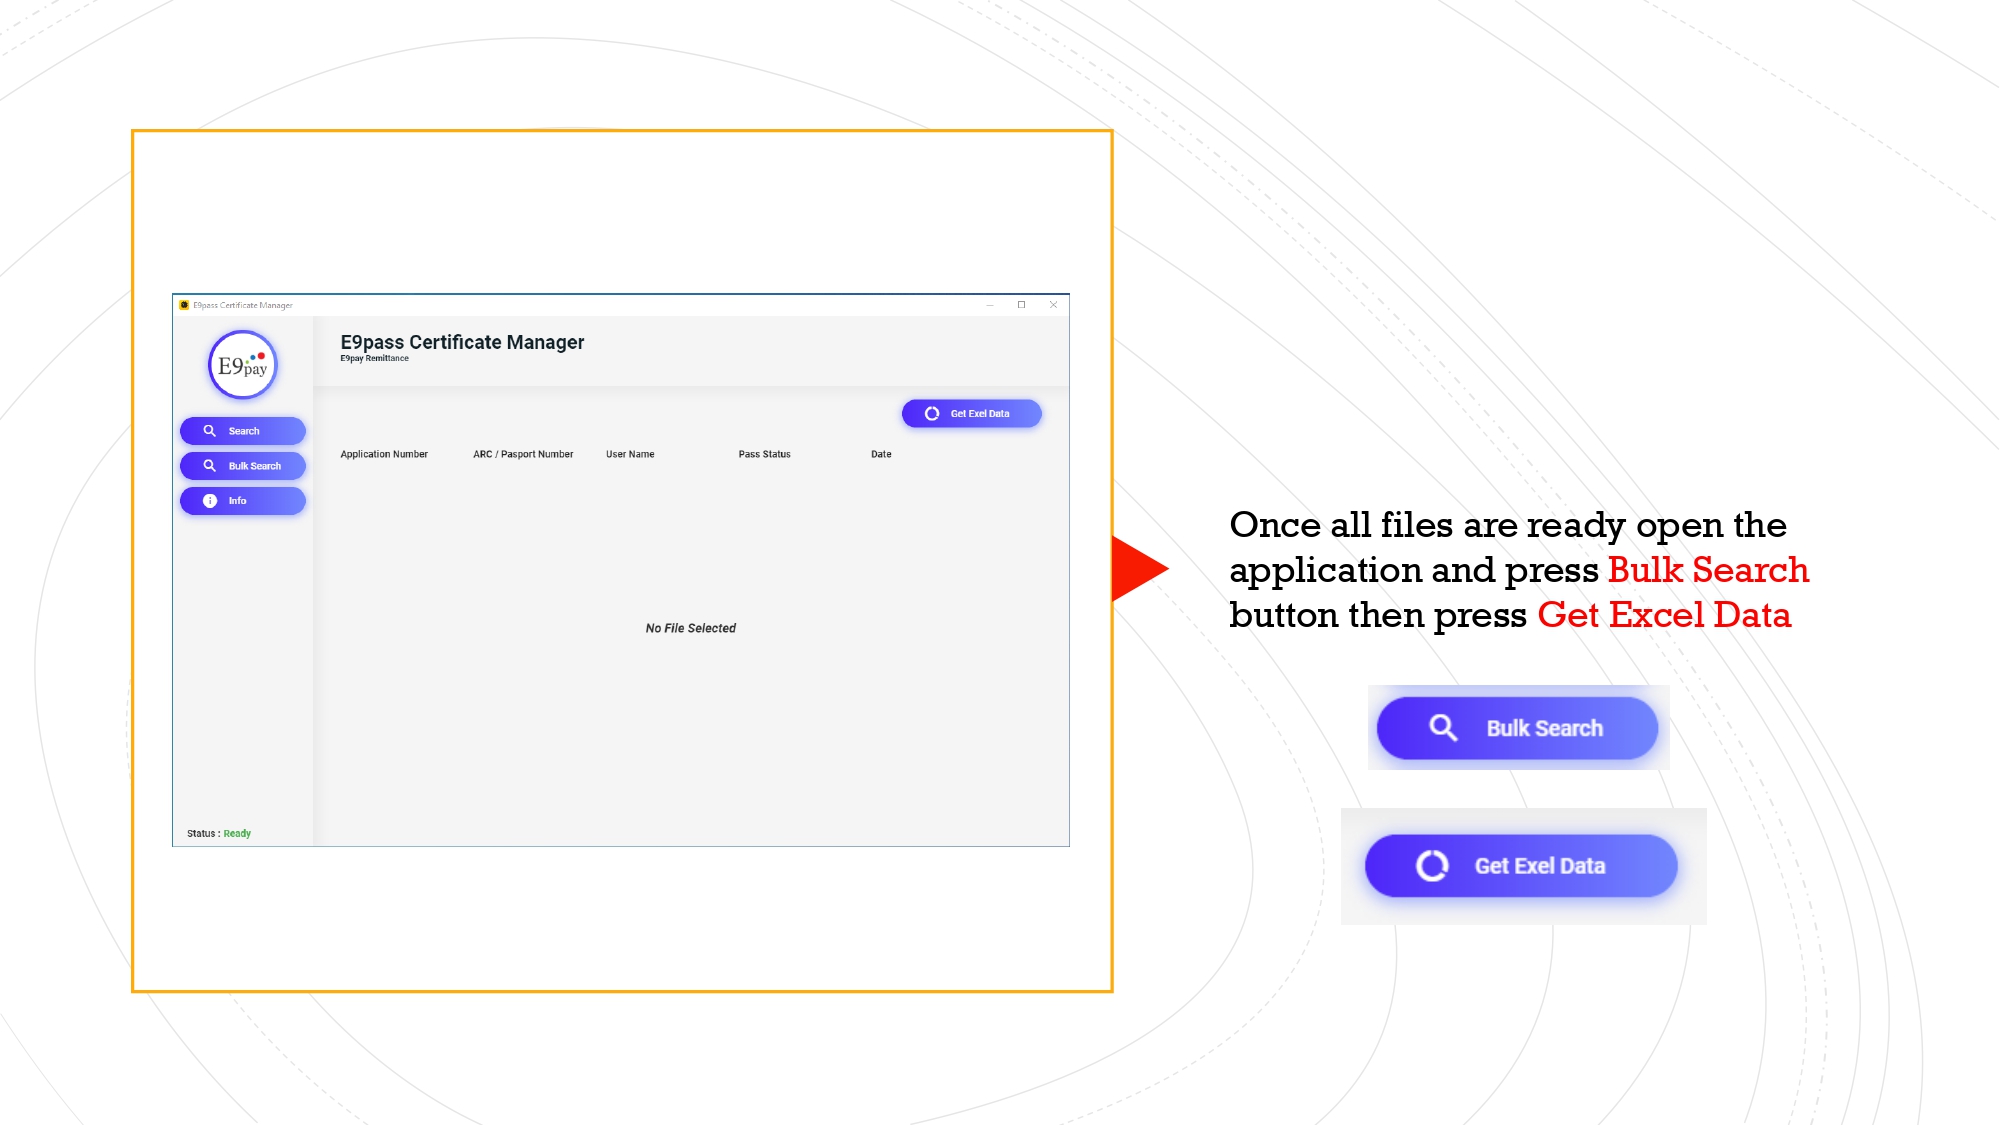 E9pass Certificate Manager
E9pay
Search
Bulk Search
Info
Status : Ready
E9pass Certificate Manager
E9pay Remittance
Get Exel Data
Application Number ARC / Pasport Number User Name Pass Status Date
No File Selected
Once all files are ready open the
application and press Bulk Search
button then press Get Excel Data
Bulk Search
Get Exel Data